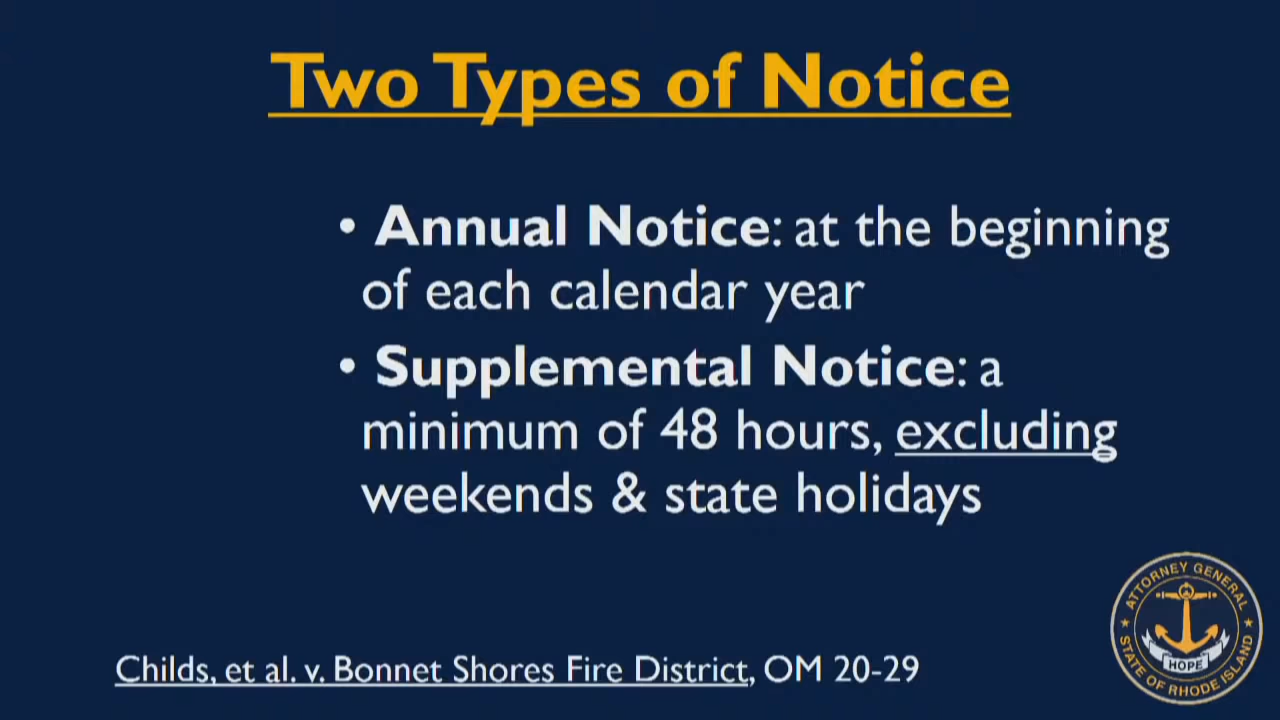 Two Types of Notice
• Annual Notice: at the beginning
of each calendar year
• Supplemental Notice: a
minimum of 48 hours, excluding
weekends & state holidays
Childs, et al. v. Bonnet Shores Fire District, OM 20-29
ATTORNEY GENERAL
HOPE
STATE OF RHODE ISLAND